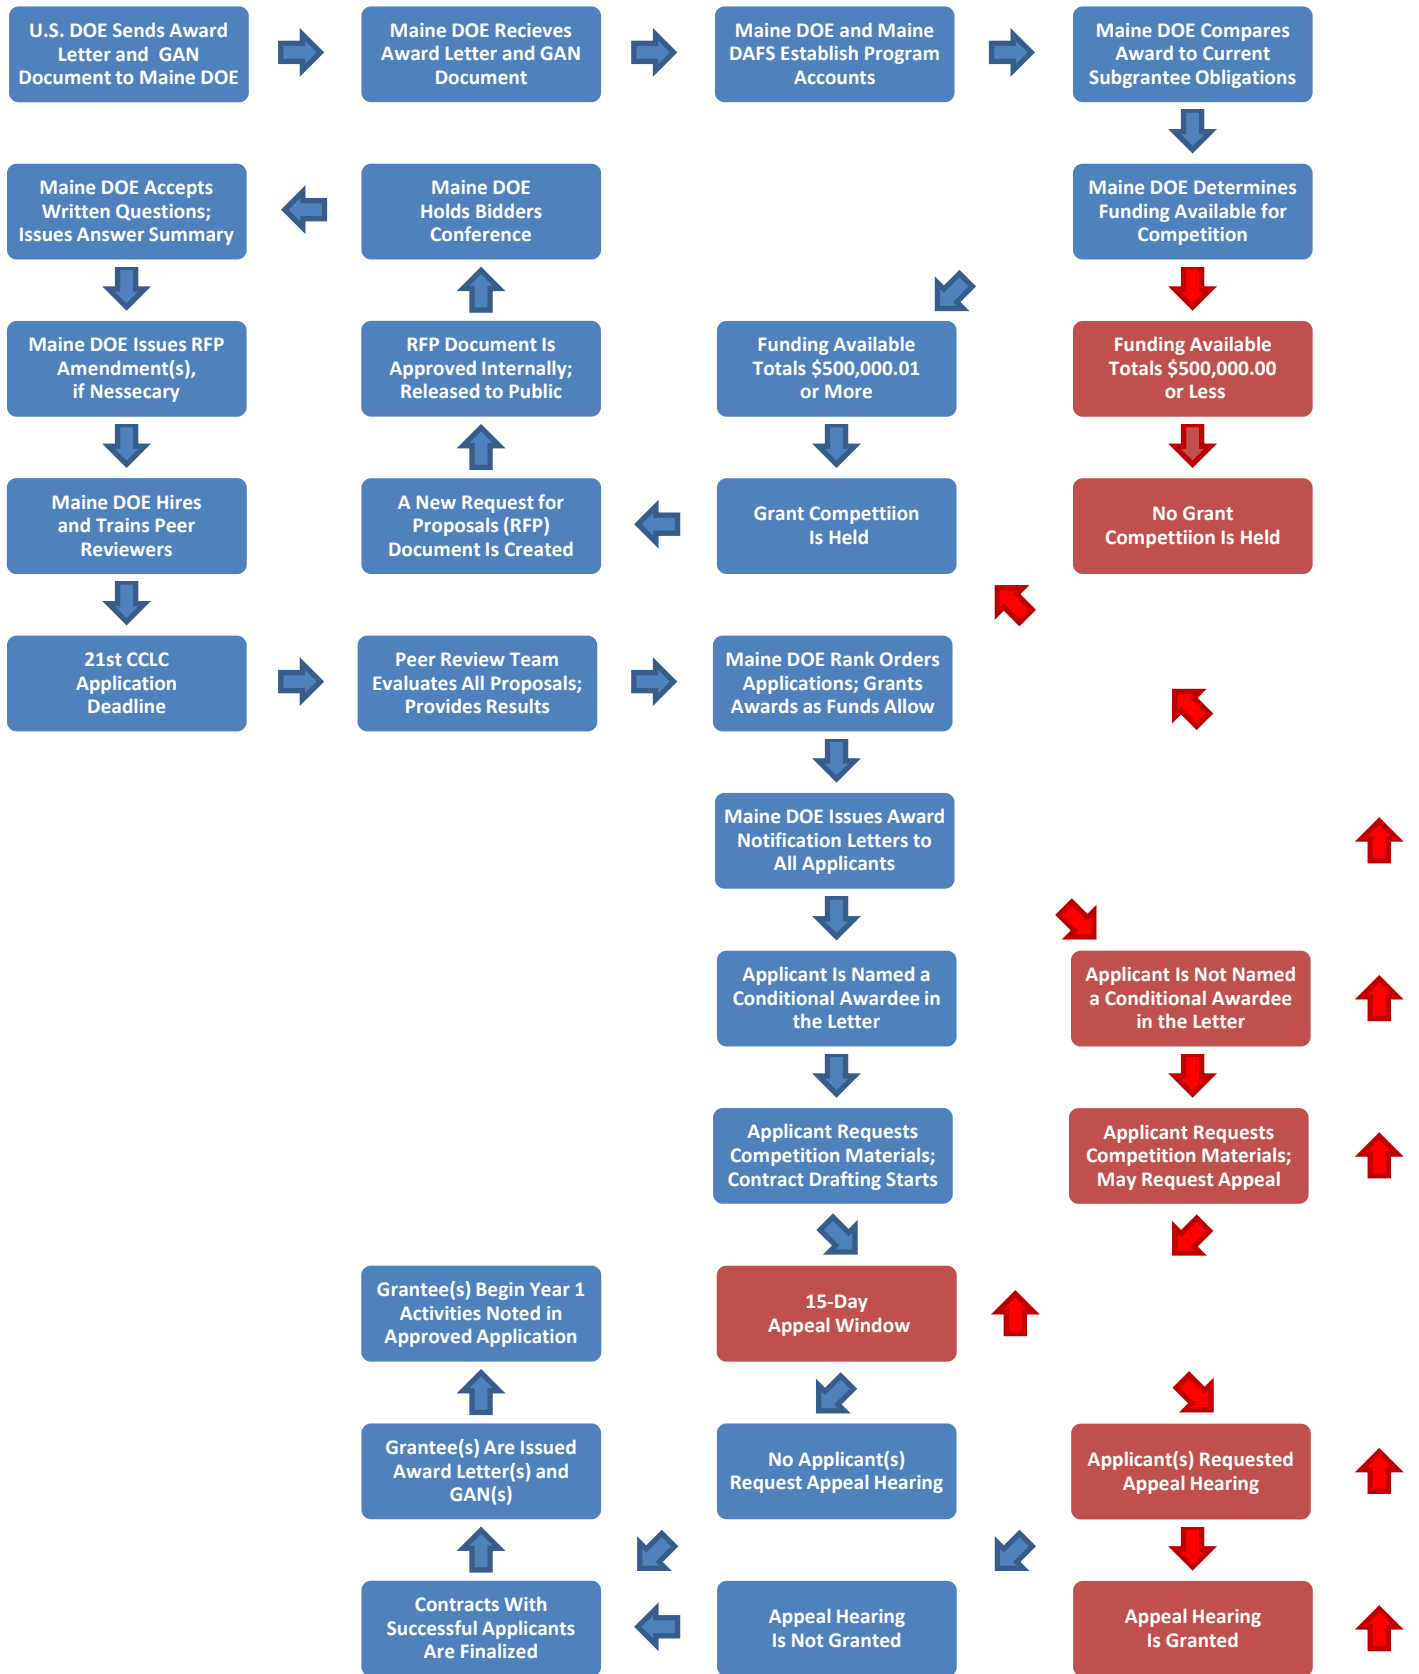 U.S. DOE Sends Award
Letter and GAN
Document to Maine DOE
Maine DOE Recieves
Award Letter and GAN
Document
Maine DOE and Maine
DAFS Establish Program
Accounts
Maine DOE Compares
Award to Current
Subgrantee Obligations
Maine DOE Determines
Funding Available for
Competition
Funding Available
Totals $500,000.00
or Less
No Grant
Compettiion Is Held
Funding Available
Totals $500,000.01
or More
Grant Compettiion
Is Held
A New Request for
Proposals (RFP)
Document Is Created
RFP Document Is
Approved Internally;
Released to Public
Maine DOE
Holds Bidders
Conference
Maine DOE Accepts
Written Questions;
Issues Answer Summary
Maine DOE Issues RFP
Amendment(s),
if Nessecary
Maine DOE Hires
and Trains Peer
Reviewers
21st CCLC
Application
Deadline
Peer Review Team
Evaluates All Proposals;
Provides Results
Maine DOE Rank Orders
Applications; Grants
Awards as Funds Allow
Maine DOE Issues Award
Notification Letters to
All Applicants
Applicant Is Named a
Conditional Awardee in
the Letter
Applicant Is Not Named
a Conditional Awardee
in the Letter
Applicant Requests
Competition Materials;
Contract Drafting Starts
Applicant Requests
Competition Materials;
May Request Appeal
15-Day
Appeal Window
No Applicant(s)
Request Appeal Hearing
Applicant(s) Requested
Appeal Hearing
Appeal Hearing
Is Granted
Appeal Hearing
Is Not Granted
Contracts With
Successful Applicants
Are Finalized
Grantee(s) Are Issued
Award Letter(s) and
GAN(s)
Grantee(s) Begin Year 1
Activities Noted in
Approved Application